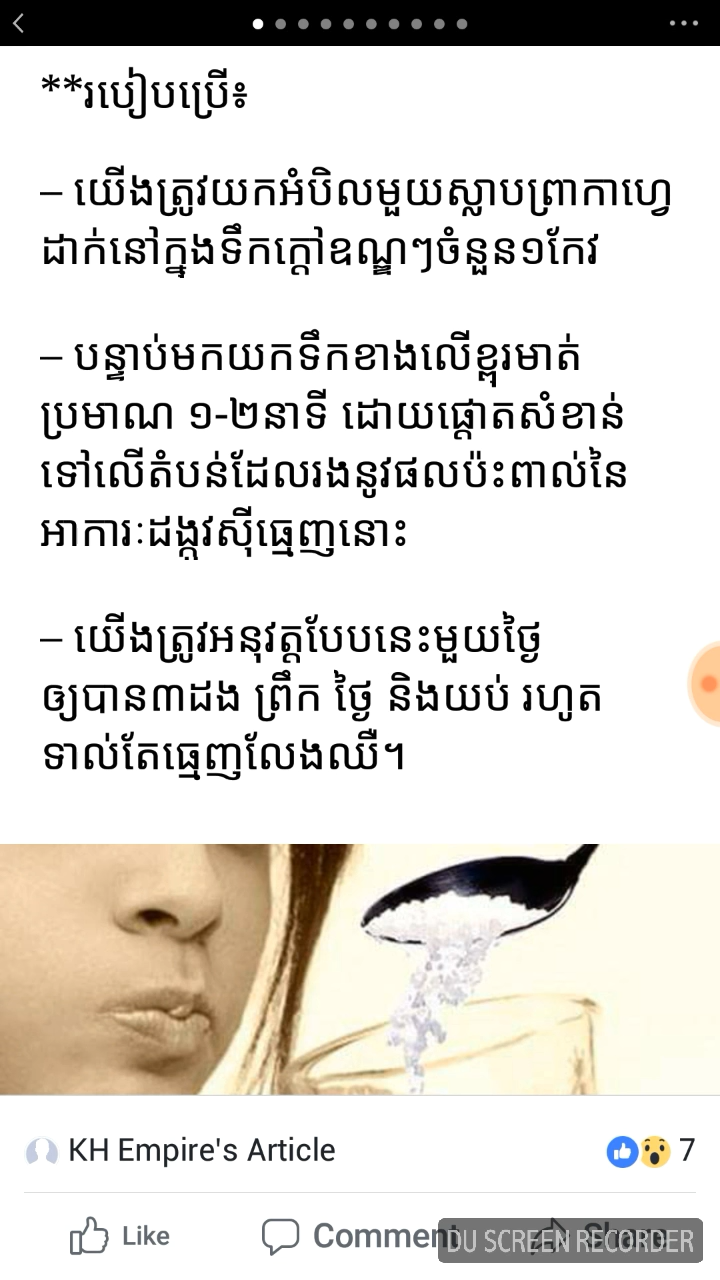 **របៀបប្រើ៖
– យើងត្រូវយកអំបិលមួយស្លាបព្រាកាហ្វេ
ដាក់នៅក្នុងទឹកក្ដៅឧណ្ឌៗចំនួន១កែវ
– បន្ទាប់មកយកទឹកខាងលើខ្ពុរមាត់
ប្រមាណ ១-២នាទី ដោយផ្ដោតសំខាន់
ទៅលើតំបន់ដែលរងនូវផលប៉ះពាល់នៃ
អាការៈដង្កូវស៊ីធ្មេញនោះ
– យើងត្រូវអនុវត្តបែបនេះមួយថ្ងៃ
ឲ្យបាន៣ដង ព្រឹក ថ្ងៃ និងយប់ រហូត
ទាល់តែធ្មេញលែងឈឺ។
KH Empire's Article
7
Like
Comment
Share
DU SCREEN RECORDER